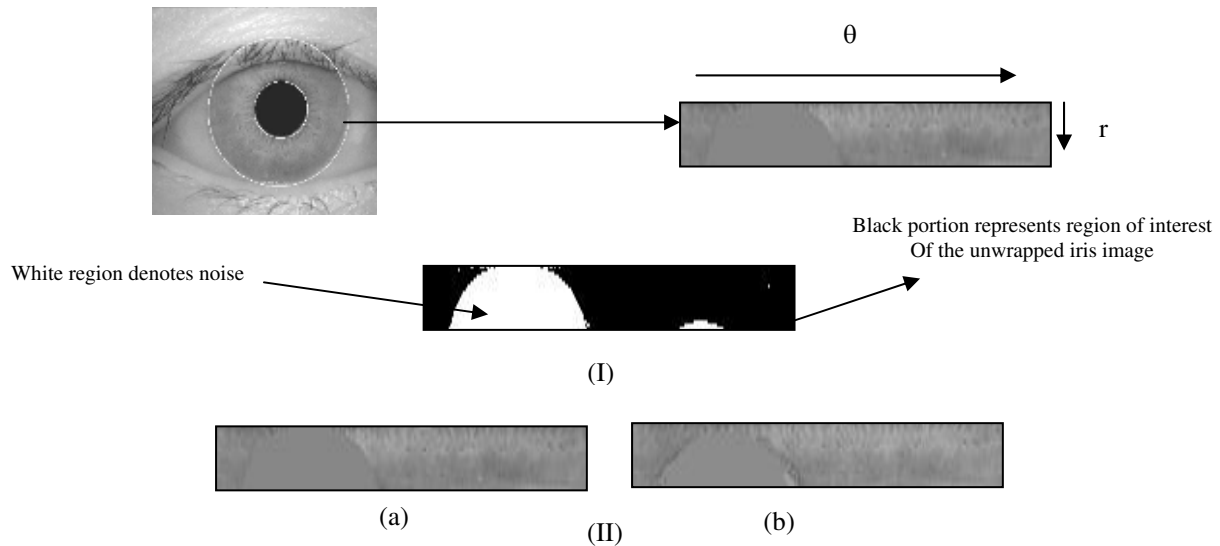 θ
r
Black portion represents region of interest
Of the unwrapped iris image
White region denotes noise
(I)
(a)
(b)
(II)